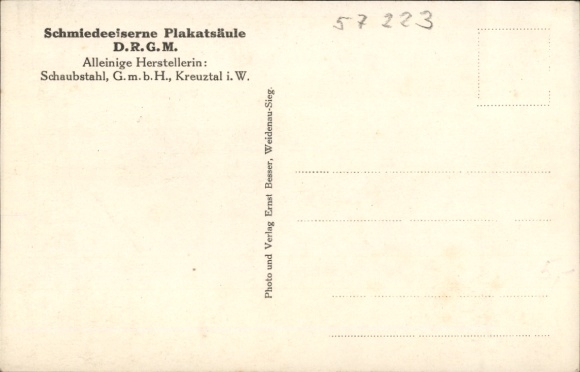 Schmiedeeiserne Plakatsäule
D.R.G.M.
Alleinige Herstellerin:
Schaubstahl, G.m.b.H., Kreuztal i.W.
57223
Photo und Verlag Ernst Besser, Weidenau-Sieg.